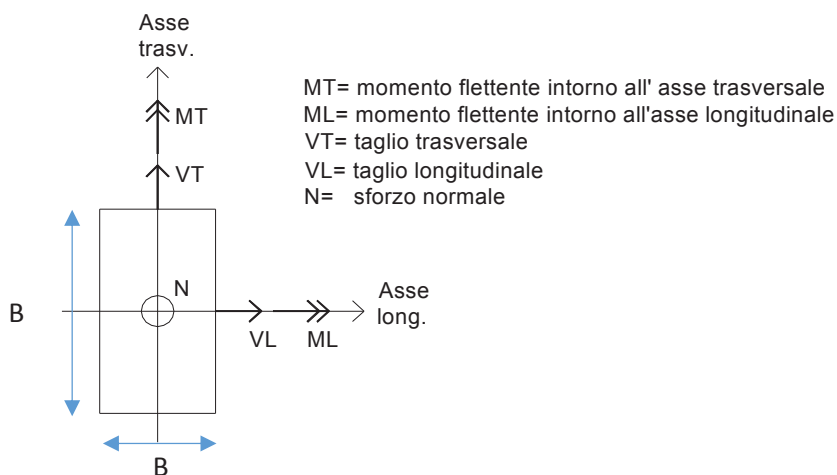 Asse
trasv.
MT= momento flettente intorno all' asse trasversale
ML= momento flettente intorno all'asse longitudinale
VT= taglio trasversale
VL= taglio longitudinale
N= sforzo normale
MT
VT
N
Asse
long.
VL
ML
B
B